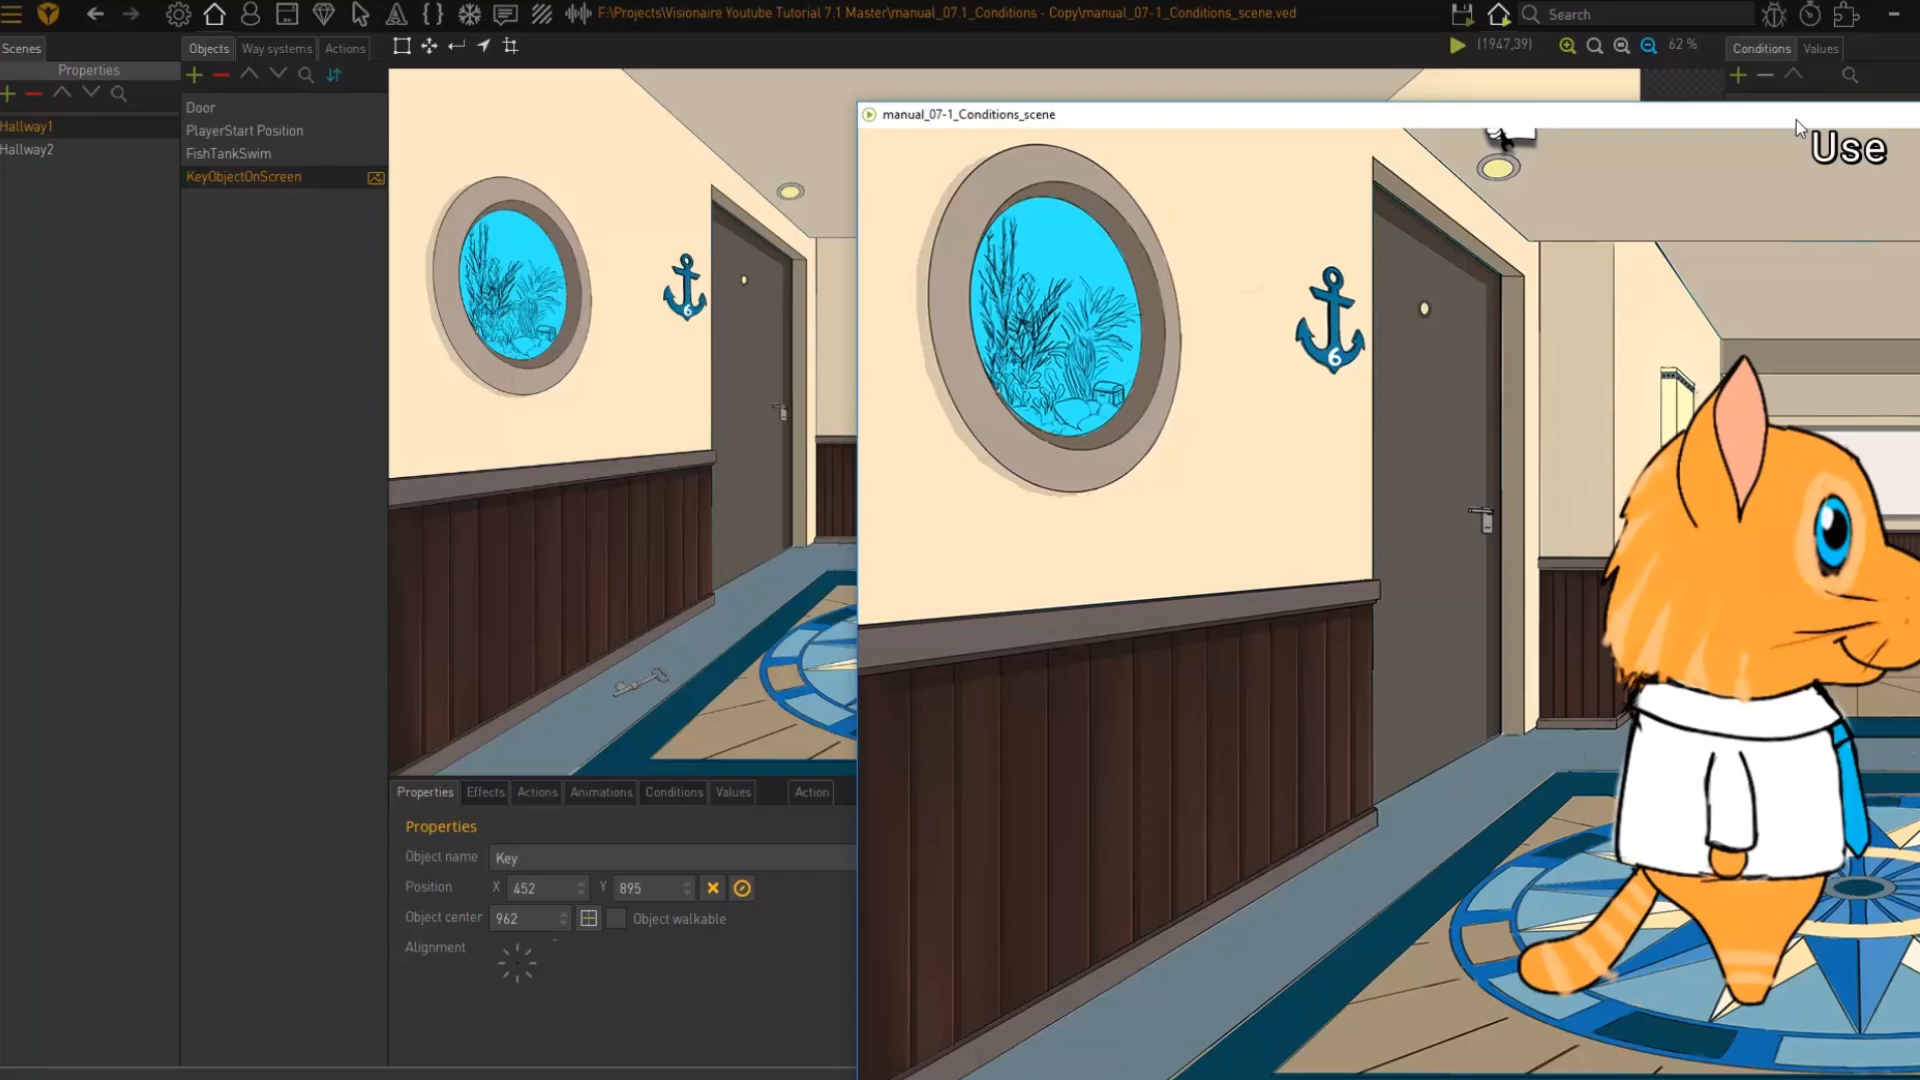 F:\Projects\Visionaire Youtube Tutorial 7.1 Master\manual_07.1_Conditions - Copy\manual_07-1_Conditions_scene.ved
Search
Scenes
Objects
Way systems
Actions
(1947,39)
62 %
Conditions
Values
Properties
Hallway1
Hallway2
Door
PlayerStart Position
FishTankSwim
KeyObjectOnScreen
manual_07-1_Conditions_scene
Use
6
6
Properties
Effects
Actions
Animations
Conditions
Values
Action
Properties
Object name
Key
Position
X
452
Y
895
Object center
962
Object walkable
Alignment